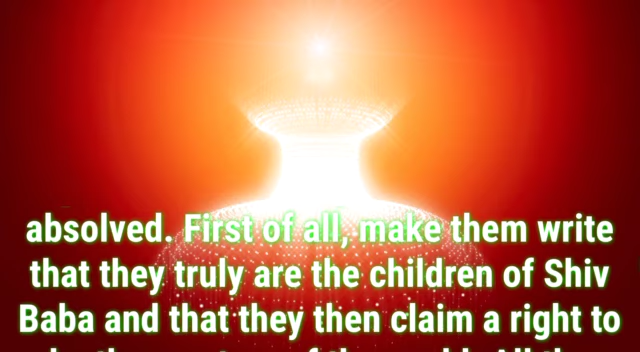 absolved. First of all, make them write
that they truly are the children of Shiv
Baba and that they then claim a right to